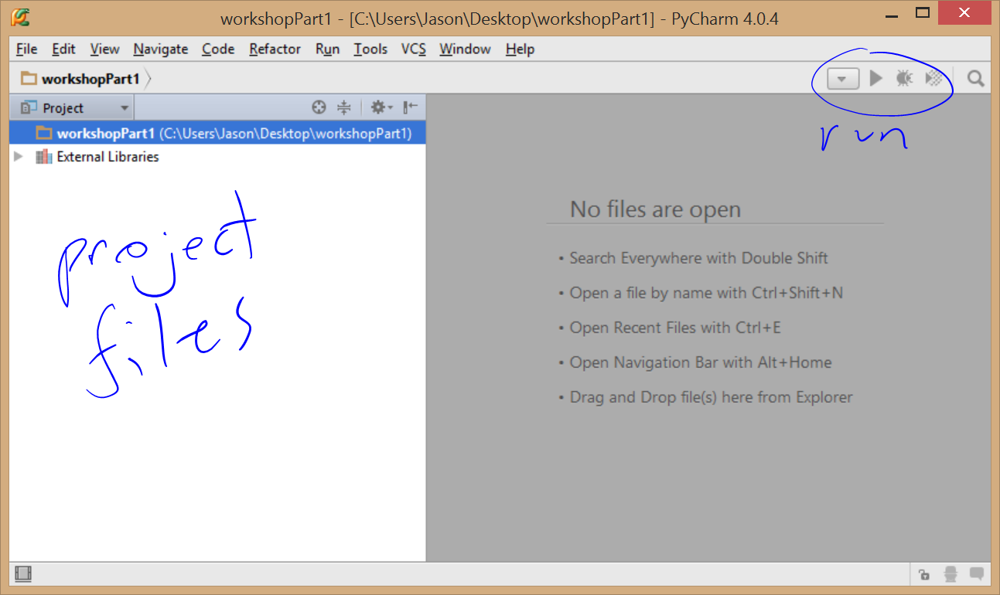 workshopPart1 - [C:\Users\Jason\Desktop\workshopPart1] - PyCharm 4.0.4
File Edit View Navigate Code Refactor Run Tools VCS Window Help
workshopPart1
Project
workshopPart1 (C:\Users\Jason\Desktop\workshopPart1)
External Libraries
run
project
files
No files are open
• Search Everywhere with Double Shift
• Open a file by name with Ctrl+Shift+N
• Open Recent Files with Ctrl+E
• Open Navigation Bar with Alt+Home
• Drag and Drop file(s) here from Explorer